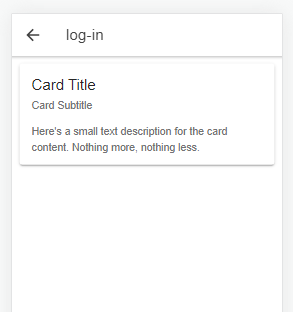 log-in
Card Title
Card Subtitle
Here's a small text description for the card
content. Nothing more, nothing less.